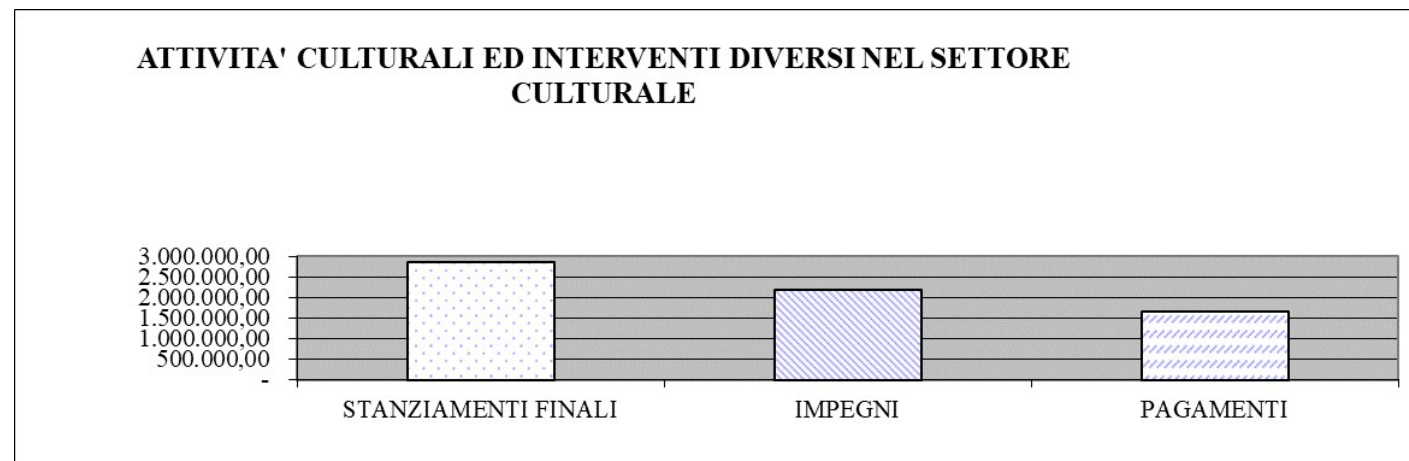 ATTIVITA' CULTURALI ED INTERVENTI DIVERSI NEL SETTORE
CULTURALE
3.000.000,00
2.500.000,00
2.000.000,00
1.500.000,00
1.000.000,00
500.000,00
-
STANZIAMENTI FINALI IMPEGNI PAGAMENTI